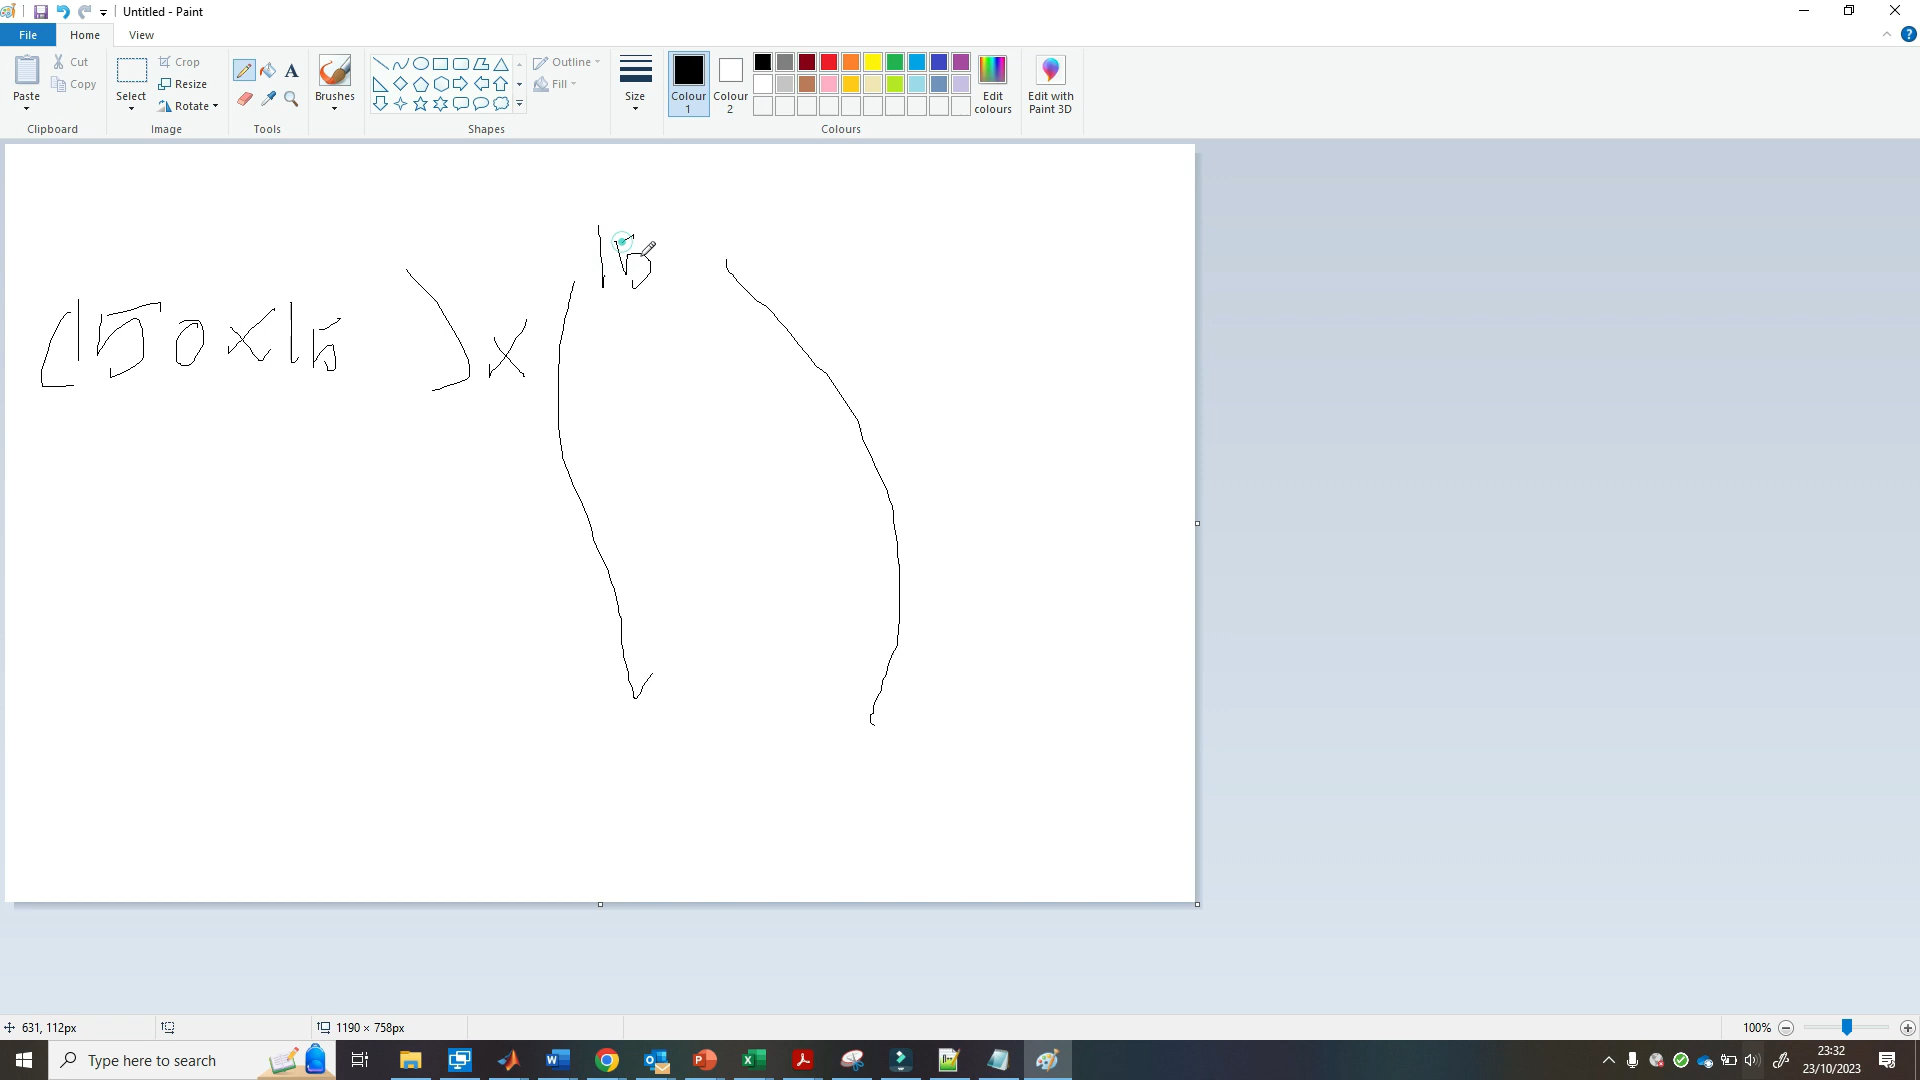 Untitled - Paint
File Home View
Paste Cut Copy Clipboard
Select Crop Resize Rotate Image
Tools
Brushes
Outline Fill Shapes
Size
Colour 1 Colour 2 Edit colours Colours
Edit with Paint 3D
15
(150x15 )x( )
631, 112px 1190 × 758px 100%
Type here to search
23:32
23/10/2023